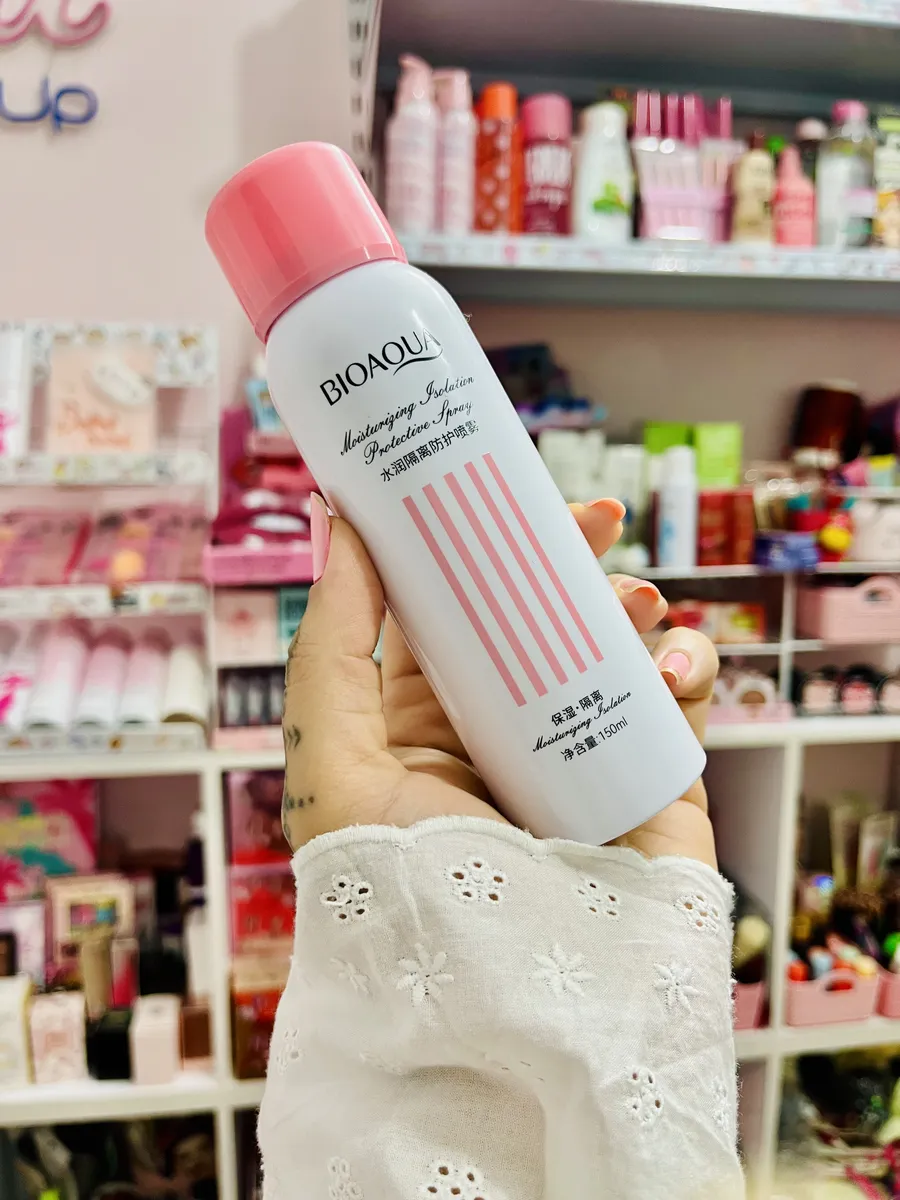 up
BIOAQUA
Moisturizing Isolation
Protective Spray
水润隔离防护喷雾
保湿·隔离
Moisturizing Isolation
净含量:150ml